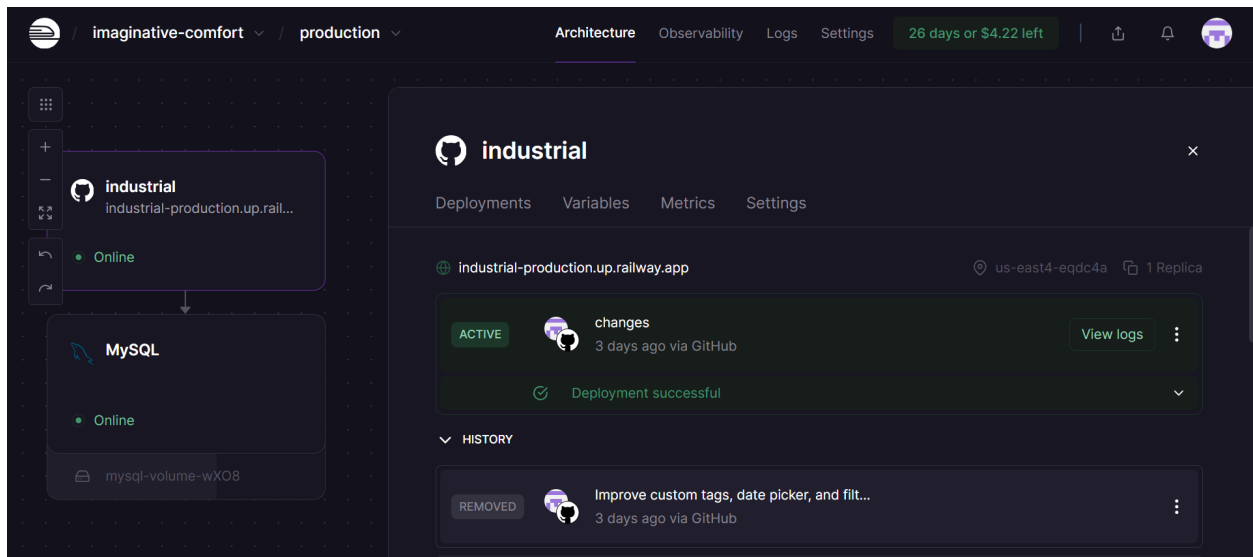 / imaginative-comfort / production
Architecture Observability Logs Settings 26 days or $4.22 left
industrial
industrial-production.up.rail...
Online
MySQL
Online
mysql-volume-wXO8
industrial
Deployments Variables Metrics Settings
industrial-production.up.railway.app us-east4-eqdc4a 1 Replica
ACTIVE changes View logs
3 days ago via GitHub
Deployment successful
HISTORY
REMOVED Improve custom tags, date picker, and filt...
3 days ago via GitHub